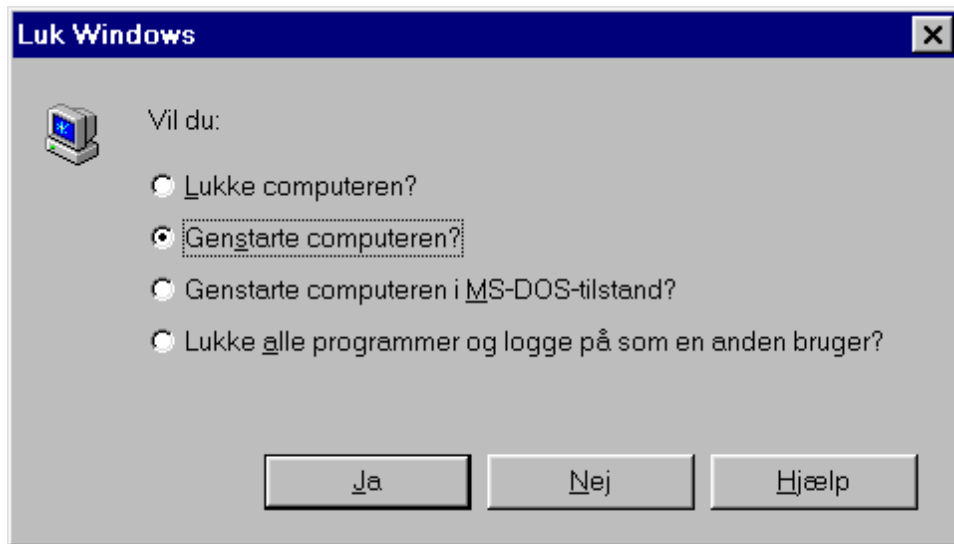 Luk Windows
Vil du:
Lukke computeren?
Genstarte computeren?
Genstarte computeren i MS-DOS-tilstand?
Lukke alle programmer og logge på som en anden bruger?
Ja Nej Hjælp